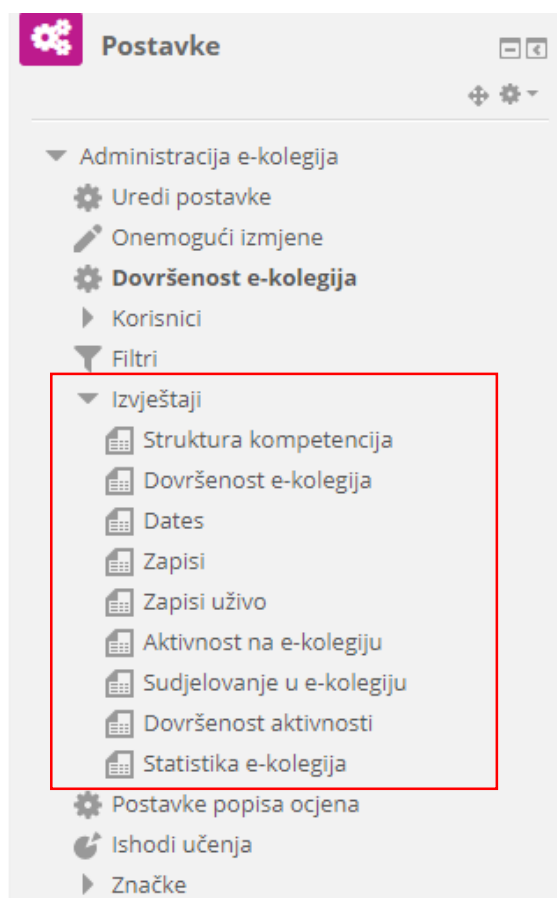 Postavke
Administracija e-kolegija
Uredi postavke
Onemogući izmjene
Dovršenost e-kolegija
Korisnici
Filtri
Izvještaji
Struktura kompetencija
Dovršenost e-kolegija
Dates
Zapisi
Zapisi uživo
Aktivnost na e-kolegiju
Sudjelovanje u e-kolegiju
Dovršenost aktivnosti
Statistika e-kolegija
Postavke popisa ocjena
Ishodi učenja
Značke